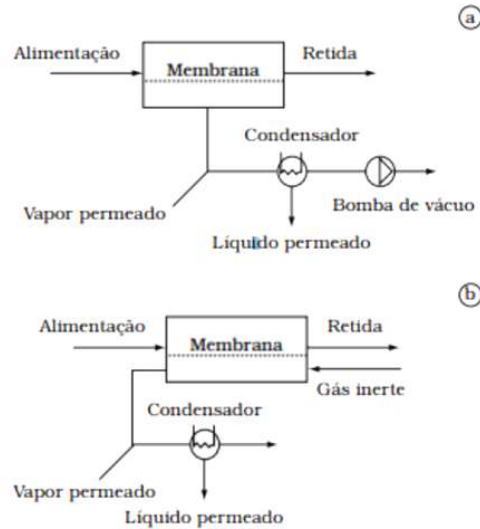 a
Alimentação
Retida
Membrana
Condensador
Vapor permeado
Bomba de vácuo
Líquido permeado
b
Alimentação
Retida
Membrana
Gás inerte
Condensador
Vapor permeado
Líquido permeado